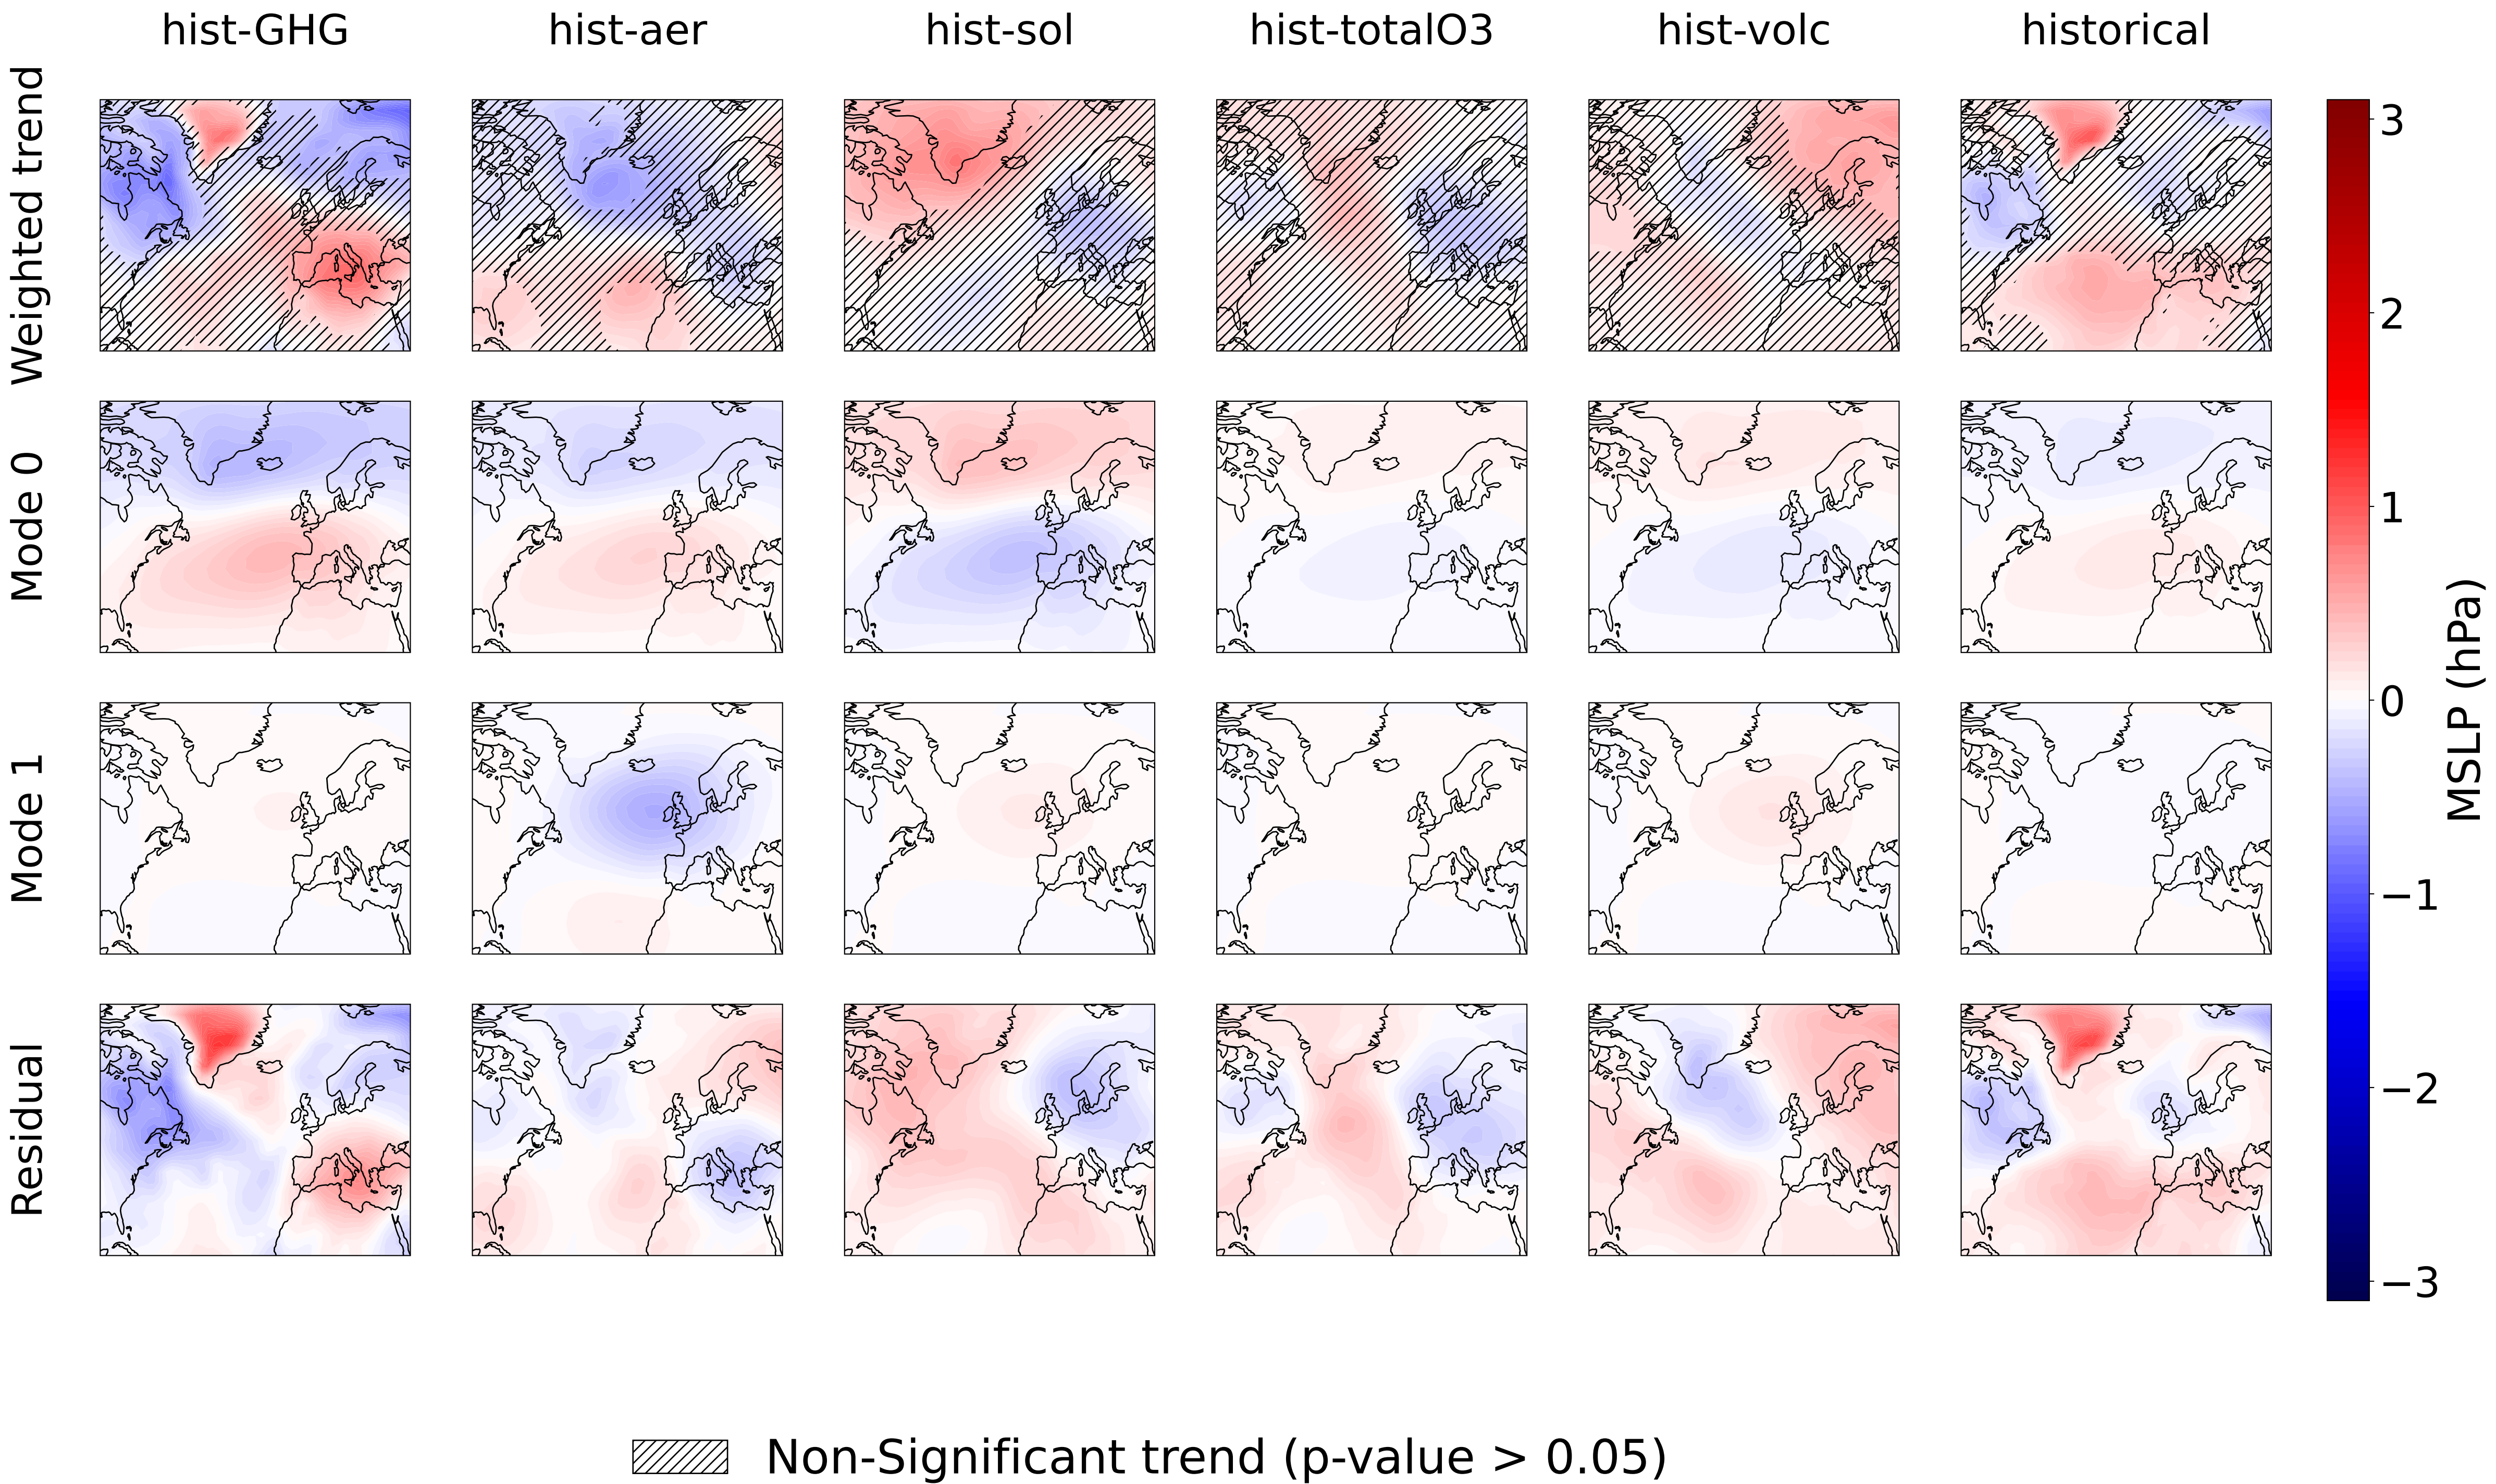 hist-GHG hist-aer hist-sol hist-totalO3 hist-volc historical
Weighted trend
Mode 0
Mode 1
Residual
3
2
1
0
−1
−2
−3
MSLP (hPa)
Non-Significant trend (p-value > 0.05)